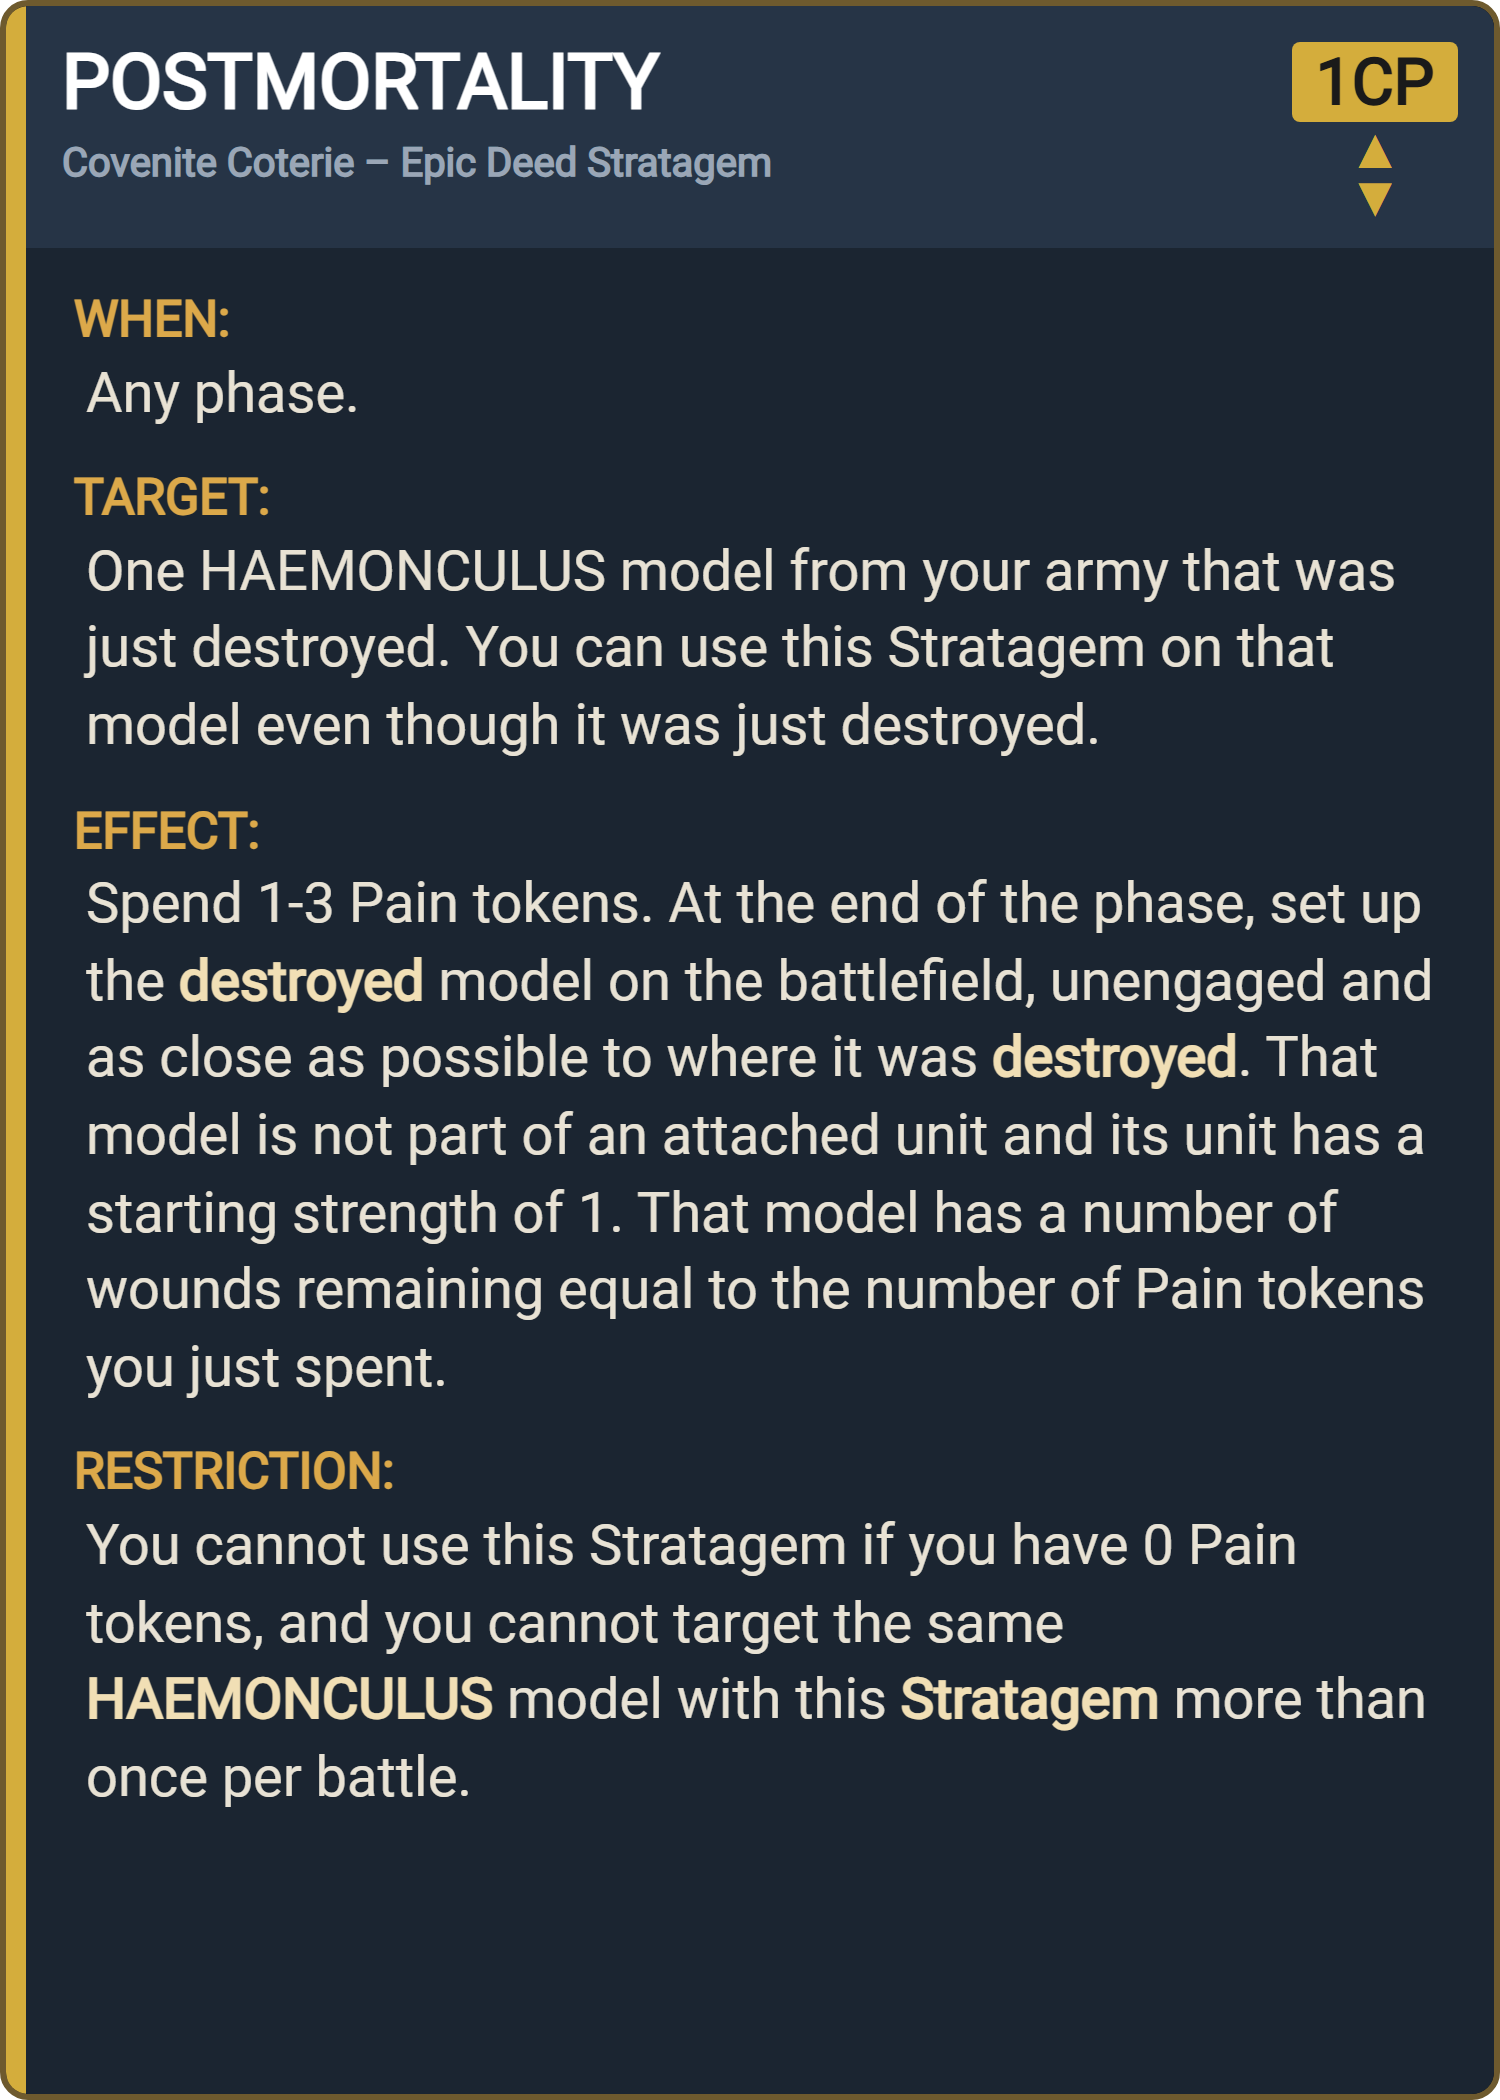 POSTMORTALITY
1CP
Covenite Coterie – Epic Deed Stratagem
WHEN:
Any phase.
TARGET:
One HAEMONCULUS model from your army that was
just destroyed. You can use this Stratagem on that
model even though it was just destroyed.
EFFECT:
Spend 1-3 Pain tokens. At the end of the phase, set up
the destroyed model on the battlefield, unengaged and
as close as possible to where it was destroyed. That
model is not part of an attached unit and its unit has a
starting strength of 1. That model has a number of
wounds remaining equal to the number of Pain tokens
you just spent.
RESTRICTION:
You cannot use this Stratagem if you have 0 Pain
tokens, and you cannot target the same
HAEMONCULUS model with this Stratagem more than
once per battle.